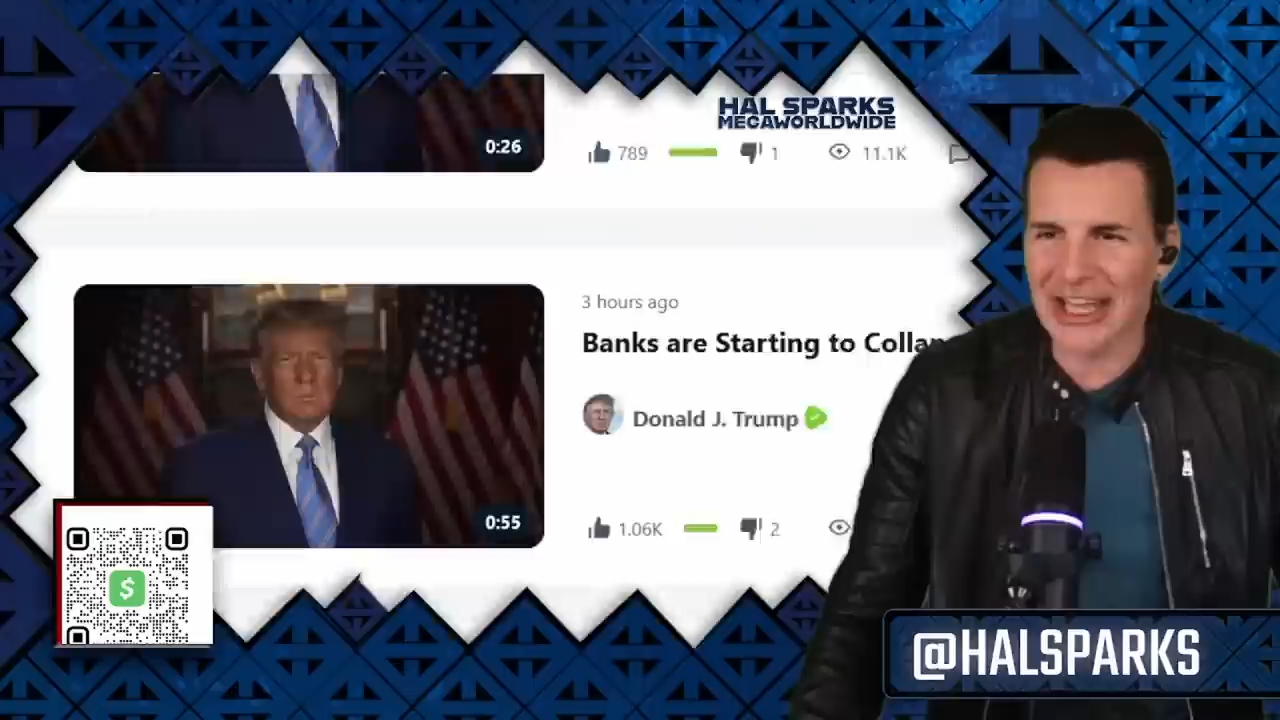 0:26
789
1
11.1K
HAL SPARKS
MEGAWORLDWIDE
3 hours ago
Banks are Starting to
Donald J. Trump
0:55
1.06K
2
$
@HALSPARKS